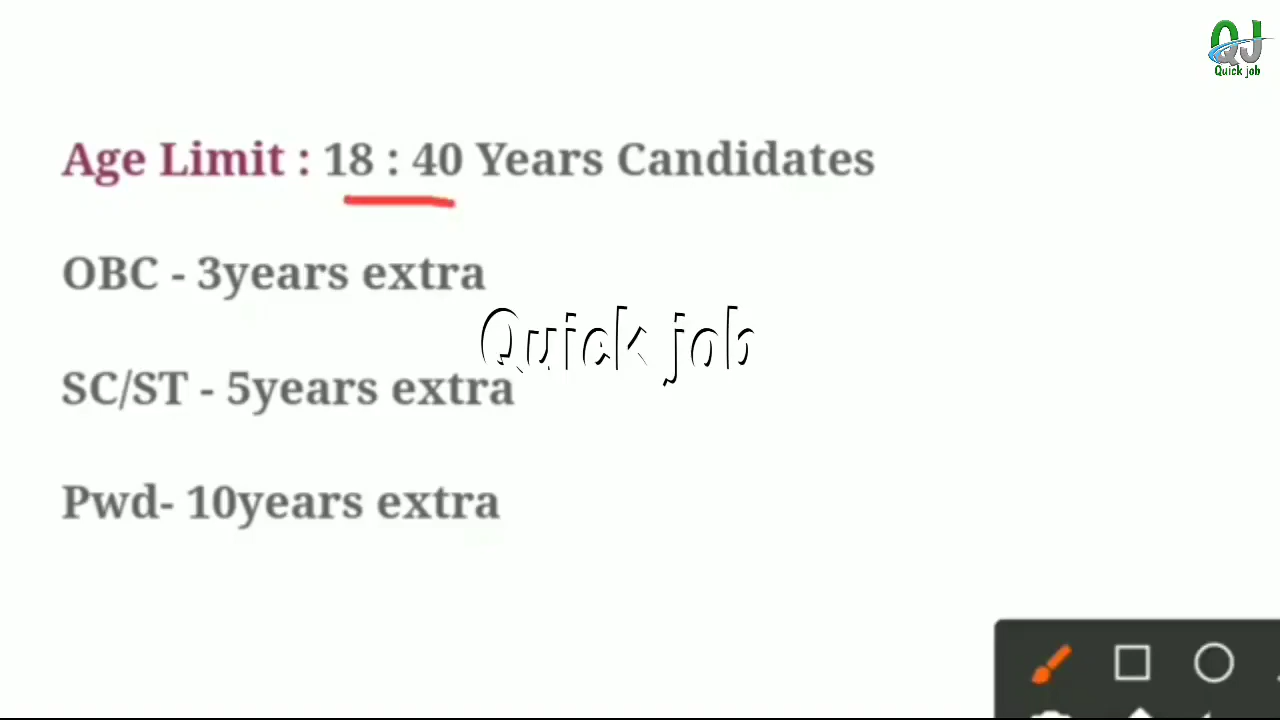 QJ
Quick job
Age Limit : 18 : 40 Years Candidates
OBC - 3years extra
Quick job
SC/ST - 5years extra
Pwd- 10years extra